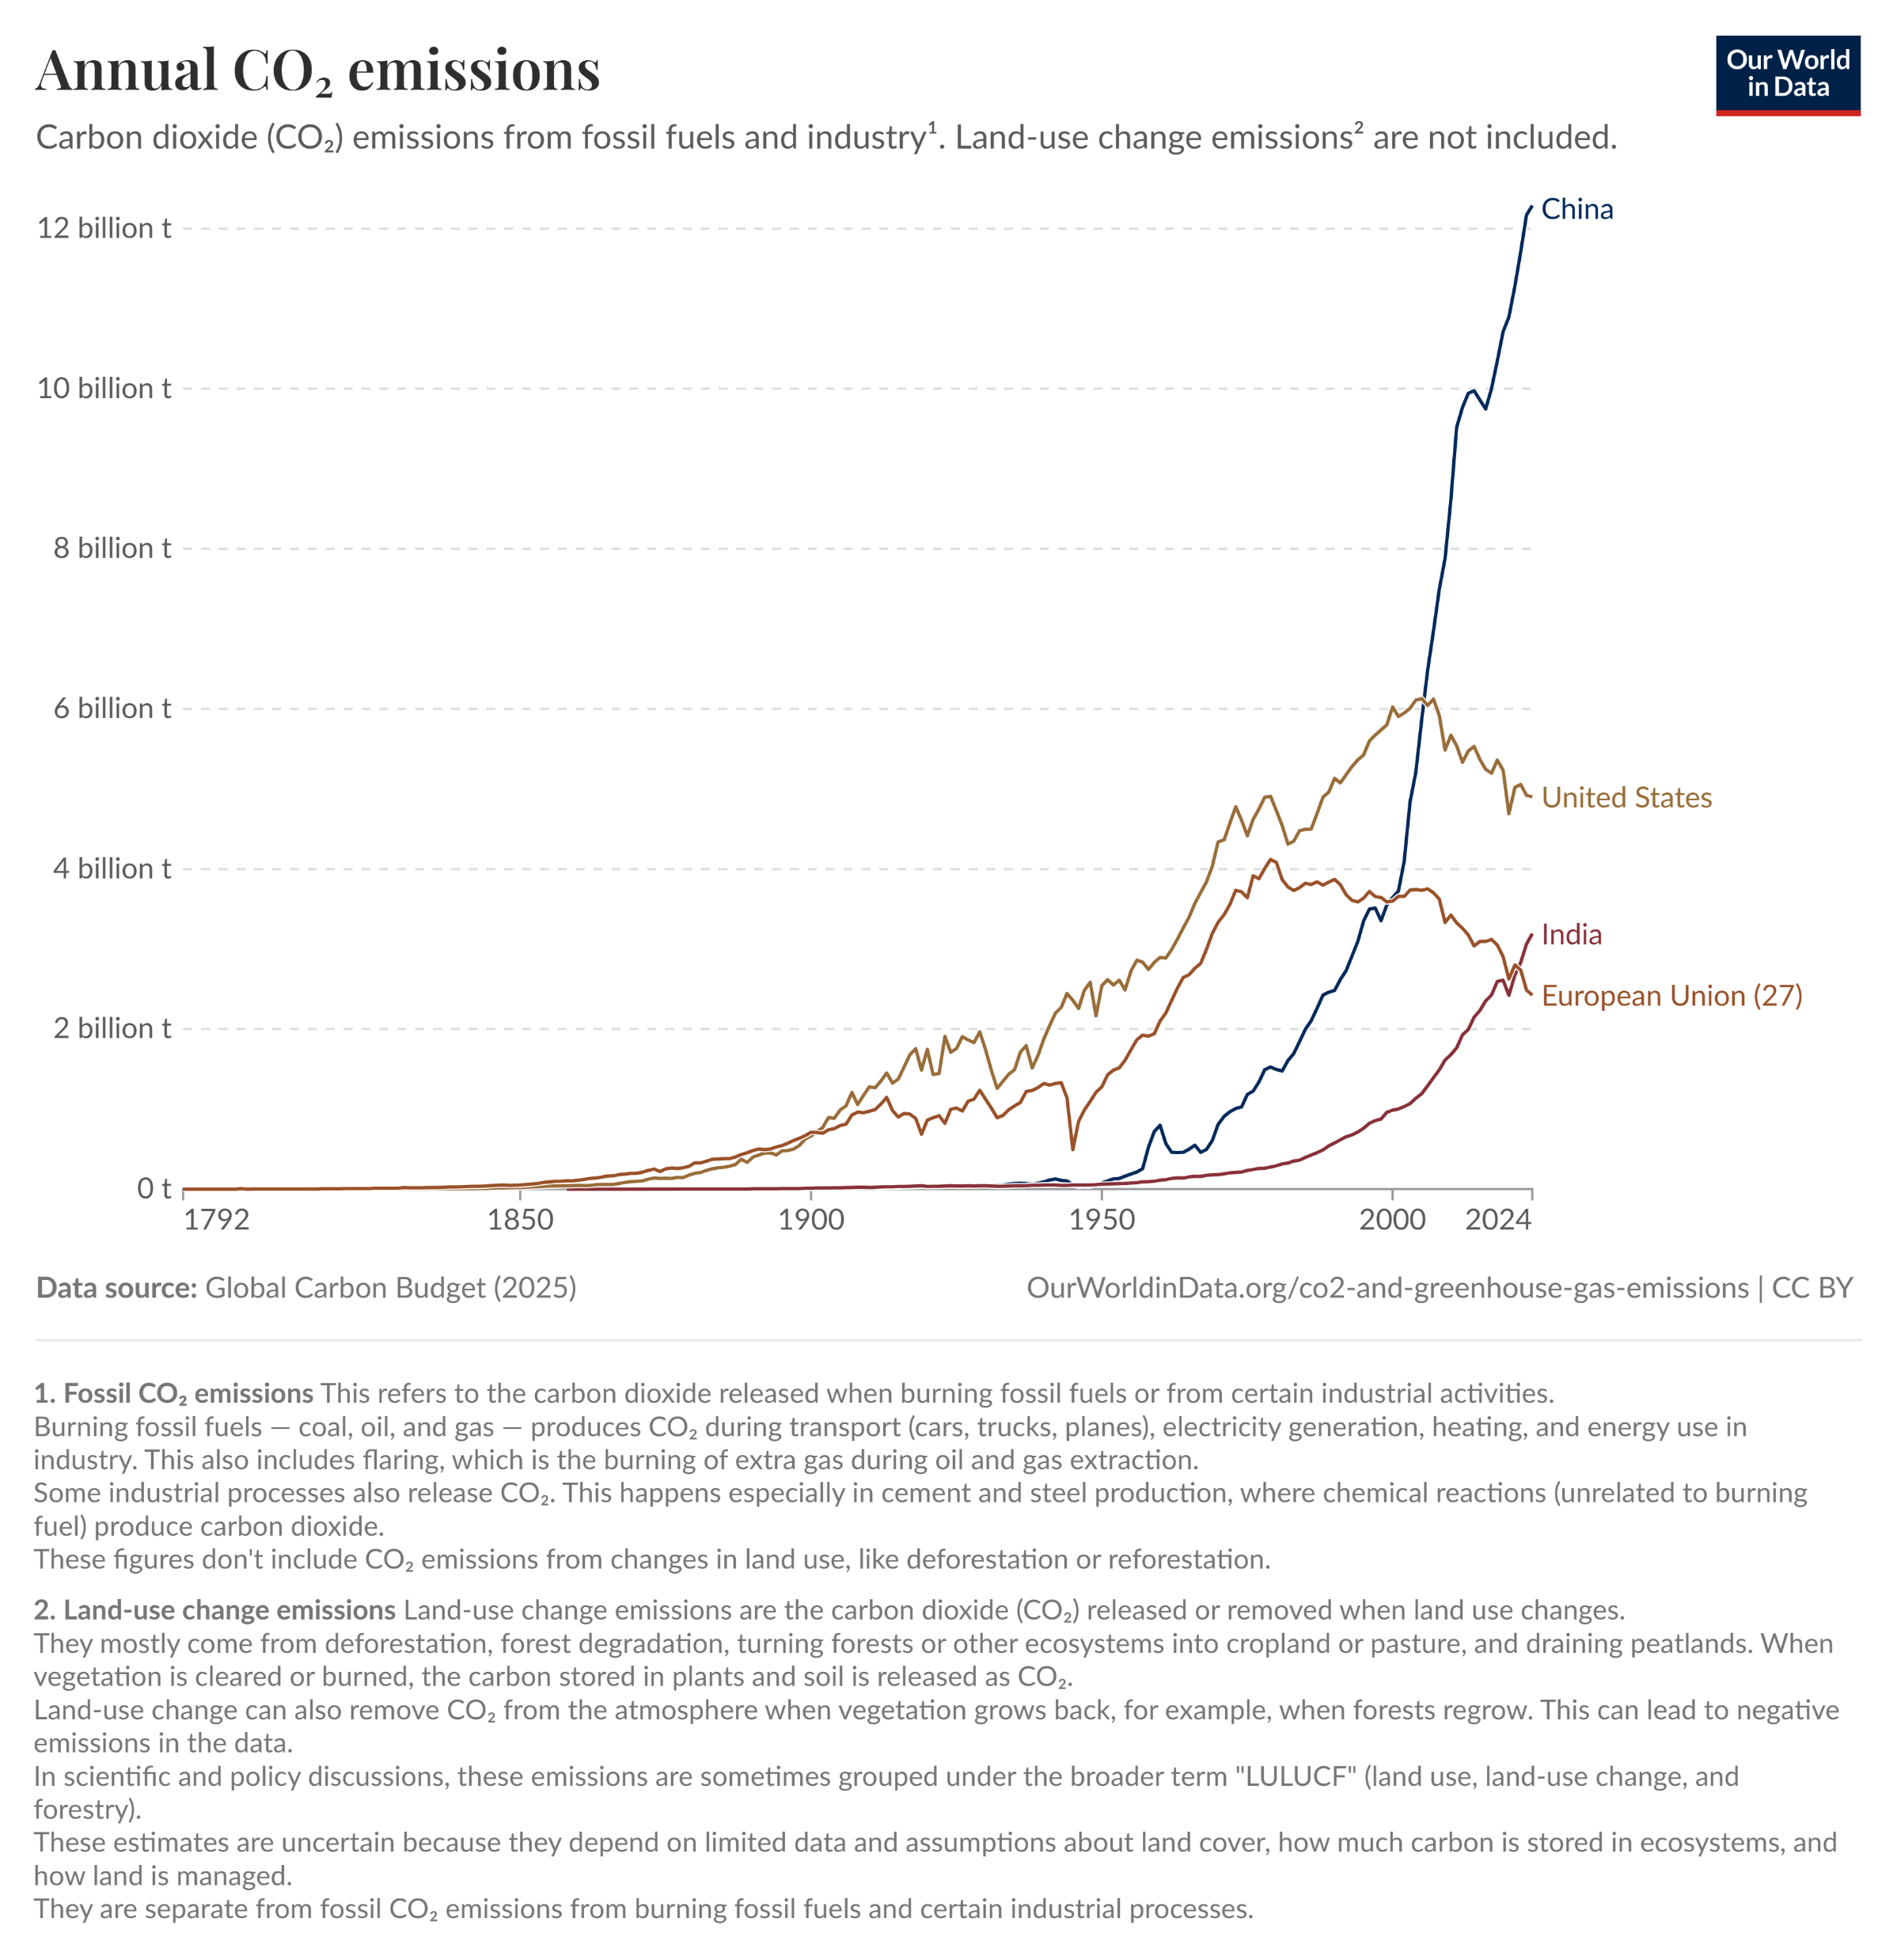 Annual CO₂ emissions
Our World
in Data
Carbon dioxide (CO₂) emissions from fossil fuels and industry¹. Land-use change emissions² are not included.
12 billion t
10 billion t
8 billion t
6 billion t
4 billion t
2 billion t
0 t
China
United States
India
European Union (27)
1792
1850
1900
1950
2000
2024
Data source: Global Carbon Budget (2025)
OurWorldinData.org/co2-and-greenhouse-gas-emissions | CC BY
1. Fossil CO₂ emissions This refers to the carbon dioxide released when burning fossil fuels or from certain industrial activities.
Burning fossil fuels — coal, oil, and gas — produces CO₂ during transport (cars, trucks, planes), electricity generation, heating, and energy use in
industry. This also includes flaring, which is the burning of extra gas during oil and gas extraction.
Some industrial processes also release CO₂. This happens especially in cement and steel production, where chemical reactions (unrelated to burning
fuel) produce carbon dioxide.
These figures don't include CO₂ emissions from changes in land use, like deforestation or reforestation.
2. Land-use change emissions Land-use change emissions are the carbon dioxide (CO₂) released or removed when land use changes.
They mostly come from deforestation, forest degradation, turning forests or other ecosystems into cropland or pasture, and draining peatlands. When
vegetation is cleared or burned, the carbon stored in plants and soil is released as CO₂.
Land-use change can also remove CO₂ from the atmosphere when vegetation grows back, for example, when forests regrow. This can lead to negative
emissions in the data.
In scientific and policy discussions, these emissions are sometimes grouped under the broader term "LULUCF" (land use, land-use change, and
forestry).
These estimates are uncertain because they depend on limited data and assumptions about land cover, how much carbon is stored in ecosystems, and
how land is managed.
They are separate from fossil CO₂ emissions from burning fossil fuels and certain industrial processes.